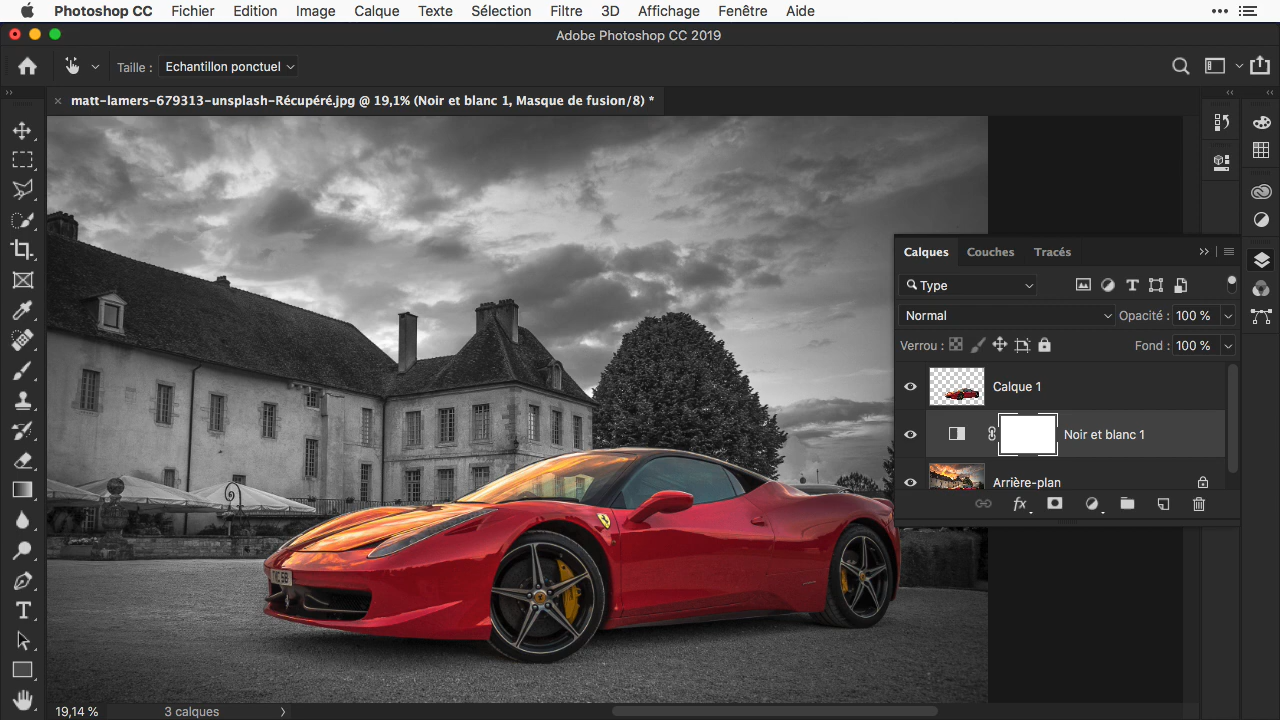 Photoshop CC Fichier Edition Image Calque Texte Sélection Filtre 3D Affichage Fenêtre Aide
Adobe Photoshop CC 2019
Taille : Echantillon ponctuel
matt-lamers-679313-unsplash-Récupéré.jpg @ 19,1% (Noir et blanc 1, Masque de fusion/8) *
Calques Couches Tracés
Type
Normal Opacité : 100 %
Verrou : Fond : 100 %
Calque 1
Noir et blanc 1
Arrière-plan
fx
19,14 % 3 calques